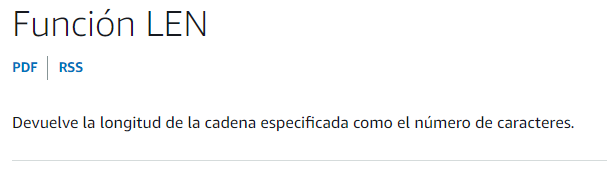 Función LEN
PDF RSS
Devuelve la longitud de la cadena especificada como el número de caracteres.